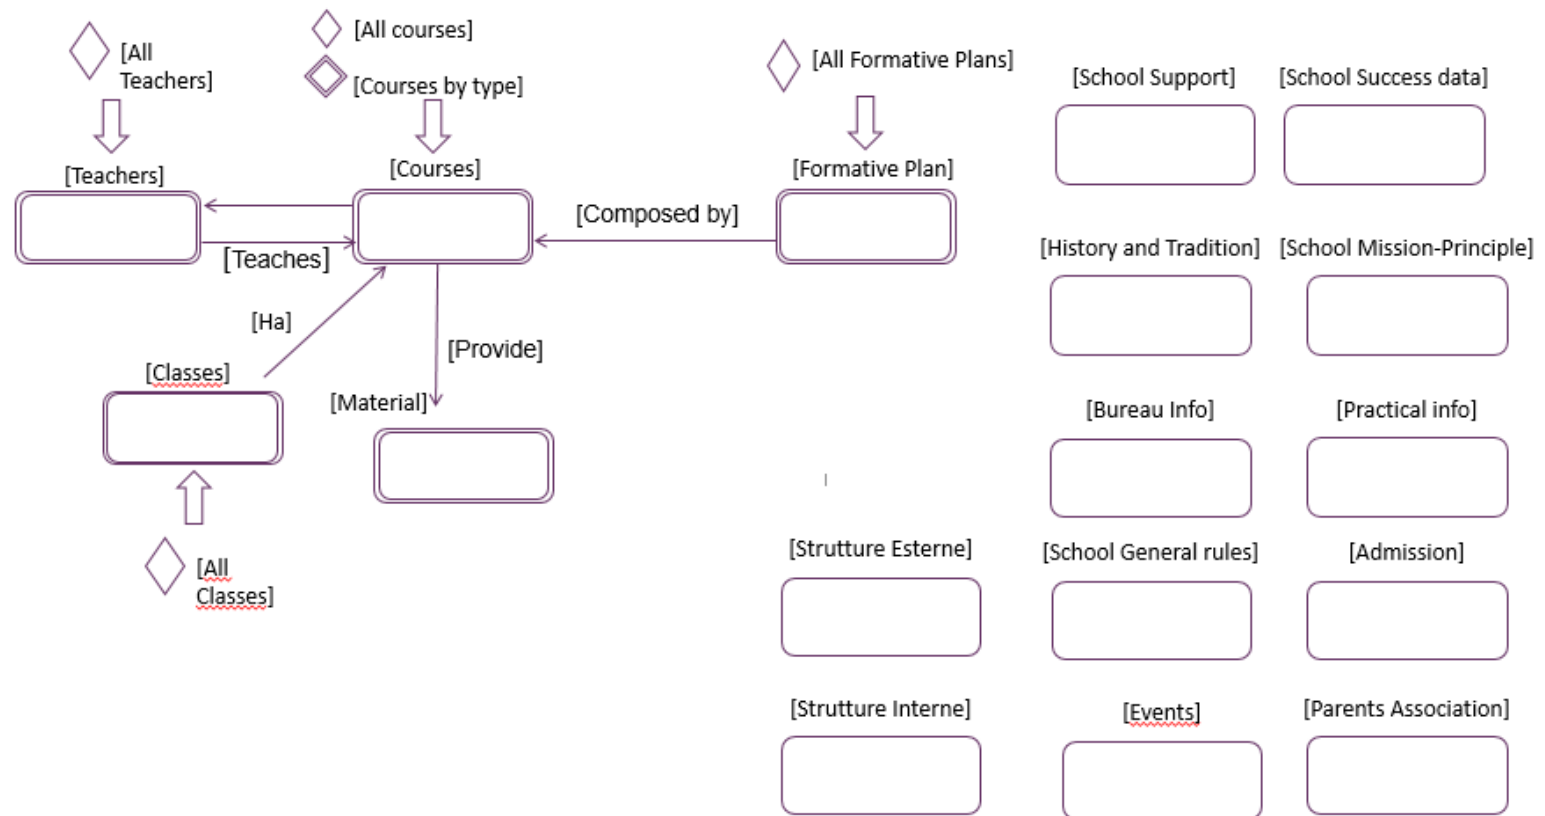 [All
Teachers]
[All courses]
[Courses by type]
[All Formative Plans]
[School Support]
[School Success data]
[Teachers]
[Courses]
[Formative Plan]
[Composed by]
[Teaches]
[History and Tradition]
[School Mission-Principle]
[Ha]
[Provide]
[Classes]
[Material]
[Bureau Info]
[Practical info]
[All
Classes]
[Strutture Esterne]
[School General rules]
[Admission]
[Strutture Interne]
[Events]
[Parents Association]